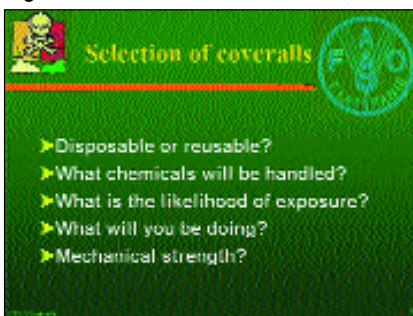 Selection of coveralls
F A O
Disposable or reusable?
What chemicals will be handled?
What is the likelihood of exposure?
What will you be doing?
Mechanical strength?